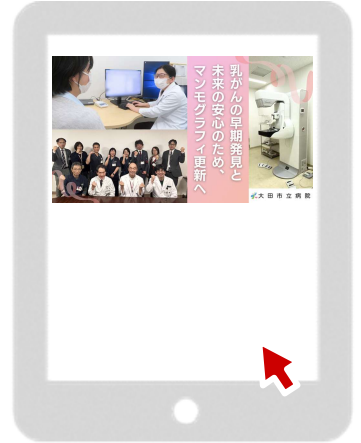 乳がんの早期発見と
未来の安心のため、
マンモグラフィ更新へ
大田市立病院